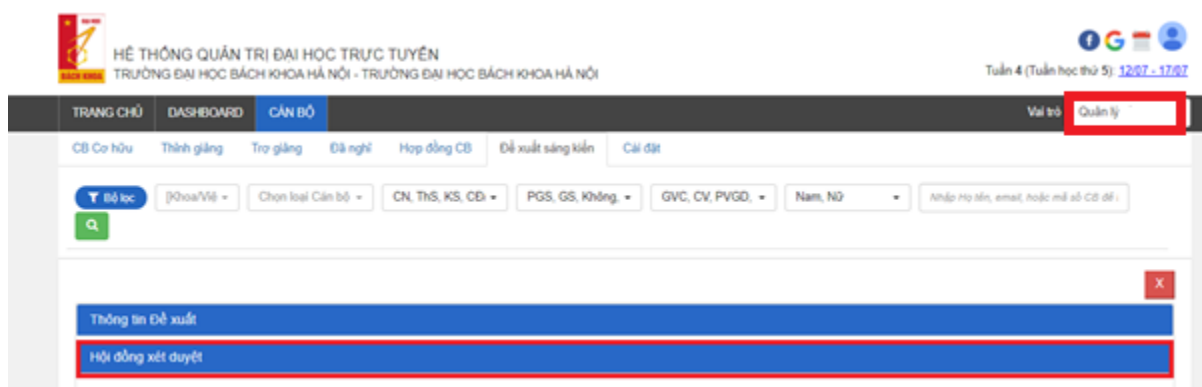 BÁCH KHOA
HỆ THỐNG QUẢN TRỊ ĐẠI HỌC TRỰC TUYẾN
TRƯỜNG ĐẠI HỌC BÁCH KHOA HÀ NỘI - TRƯỜNG ĐẠI HỌC BÁCH KHOA HÀ NỘI
Tuần 4 (Tuần học thứ 5): 12/07 - 17/07
TRANG CHỦ DASHBOARD CÁN BỘ Vai trò Quản lý
CB Cơ hữu Thỉnh giảng Trợ giảng Đã nghỉ Hợp đồng CB Đề xuất sáng kiến Cài đặt
Bộ lọc [Khoa/Việ Chọn loại Cán bộ CN, ThS, KS, CĐ, PGS, GS, Không, GVC, CV, PVGD, Nam, Nữ Nhập Họ tên, email, hoặc mã số CB để
X
Thông tin Đề xuất
Hội đồng xét duyệt